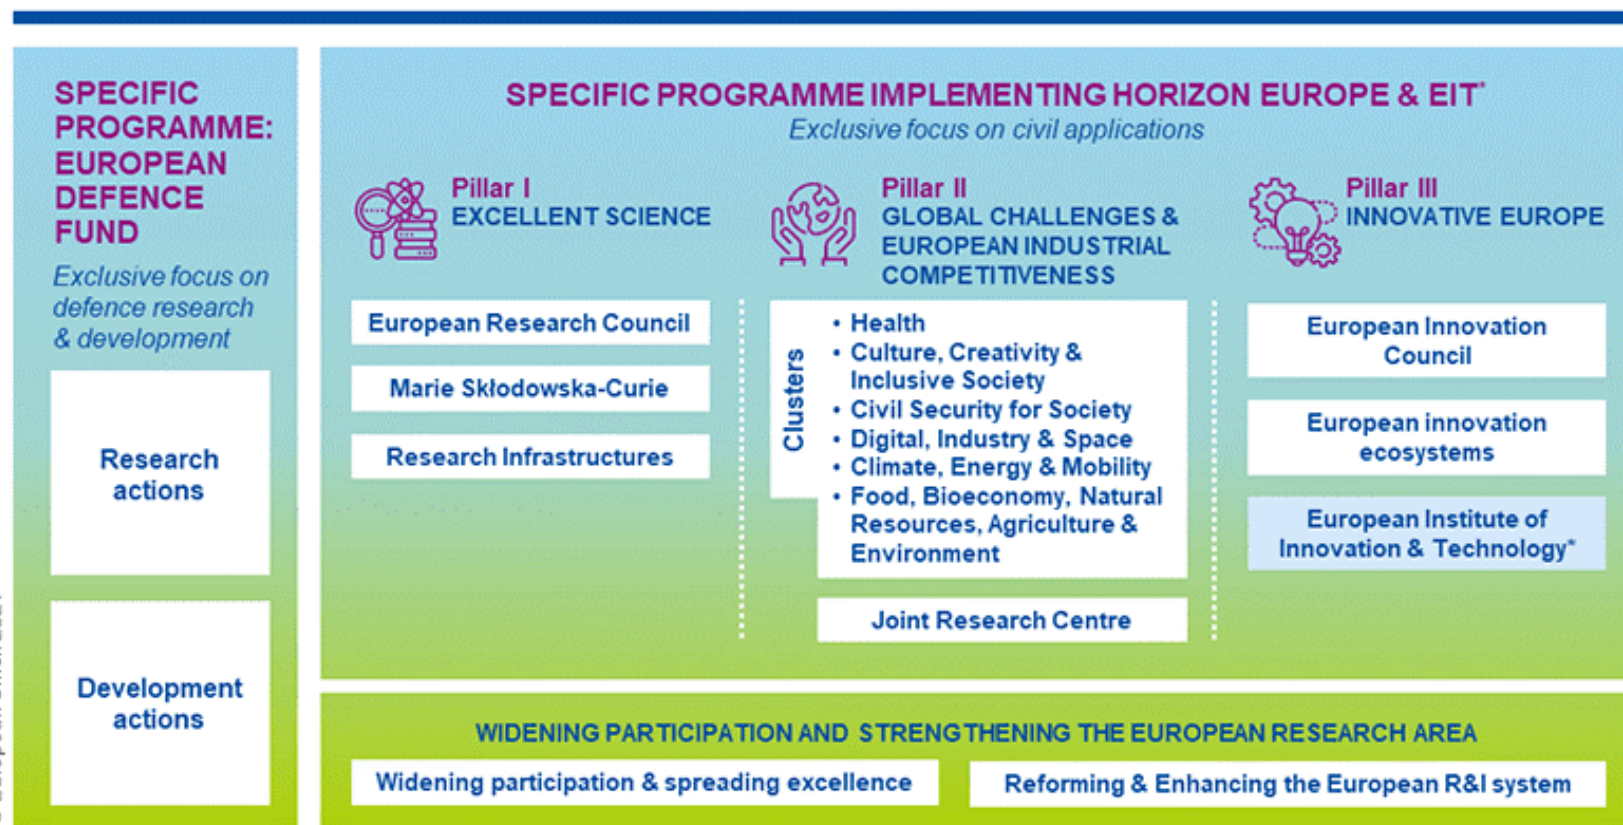 SPECIFIC
PROGRAMME:
EUROPEAN
DEFENCE
FUND
Exclusive focus on
defence research
& development
Research
actions
Development
actions
SPECIFIC PROGRAMME IMPLEMENTING HORIZON EUROPE & EIT*
Exclusive focus on civil applications
Pillar I
EXCELLENT SCIENCE
European Research Council
Marie Skłodowska-Curie
Research Infrastructures
Pillar II
GLOBAL CHALLENGES &
EUROPEAN INDUSTRIAL
COMPETITIVENESS
Clusters
• Health
• Culture, Creativity &
Inclusive Society
• Civil Security for Society
• Digital, Industry & Space
• Climate, Energy & Mobility
• Food, Bioeconomy, Natural
Resources, Agriculture &
Environment
Joint Research Centre
Pillar III
INNOVATIVE EUROPE
European Innovation
Council
European innovation
ecosystems
European Institute of
Innovation & Technology*
WIDENING PARTICIPATION AND STRENGTHENING THE EUROPEAN RESEARCH AREA
Widening participation & spreading excellence
Reforming & Enhancing the European R&I system